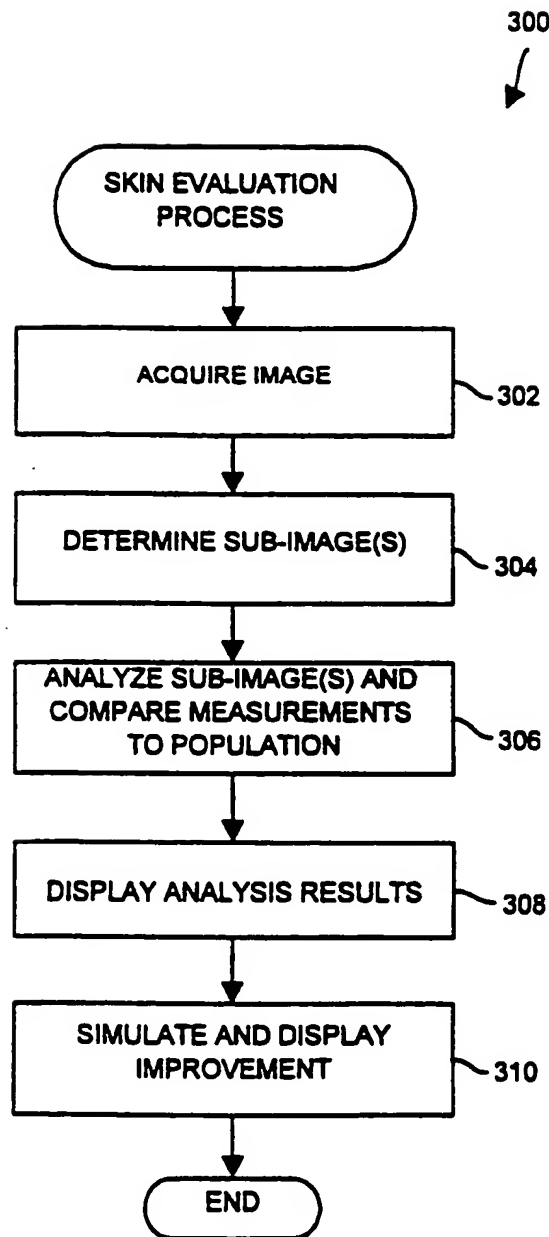 300
SKIN EVALUATION
PROCESS
ACQUIRE IMAGE
302
DETERMINE SUB-IMAGE(S)
304
ANALYZE SUB-IMAGE(S) AND
COMPARE MEASUREMENTS
TO POPULATION
306
DISPLAY ANALYSIS RESULTS
308
SIMULATE AND DISPLAY
IMPROVEMENT
310
END